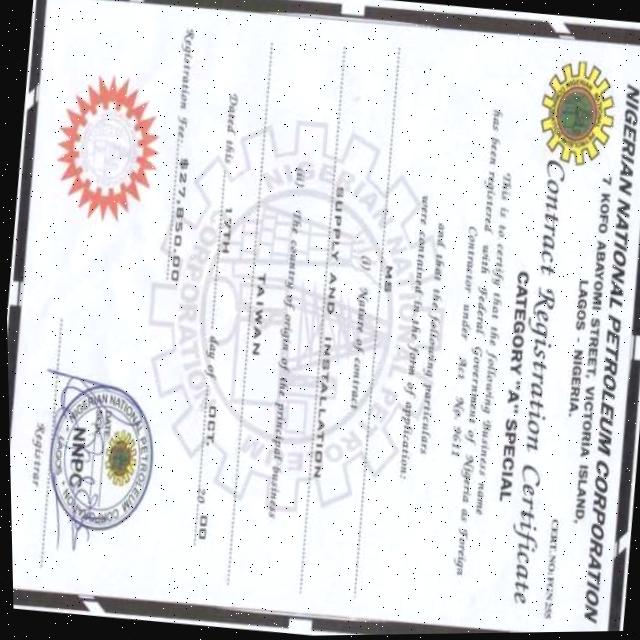 NIGERIAN NATIONAL PETROLEUM CORPORATION
7 KOFO ABAYOMI STREET, VICTORIA ISLAND,
LAGOS - NIGERIA.
Contract Registration Certificate
CATEGORY "A" SPECIAL
This is to certify that the following Business name
has been registered with Federal Government of Nigeria as Foreign
Contractor under Act No. 9611
and that the following particulars
were contained in the form of application:
MS
(i) Nature of contract
SUPPLY AND INSTALLATION
(ii) The country of origin of the principal business
TAIWAN
Dated this 17TH day of OCT. 20 00
Registration Fee: $27,850.00
NIGERIAN NATIONAL PETROLEUM CORPORATION
NNPC
Registrar